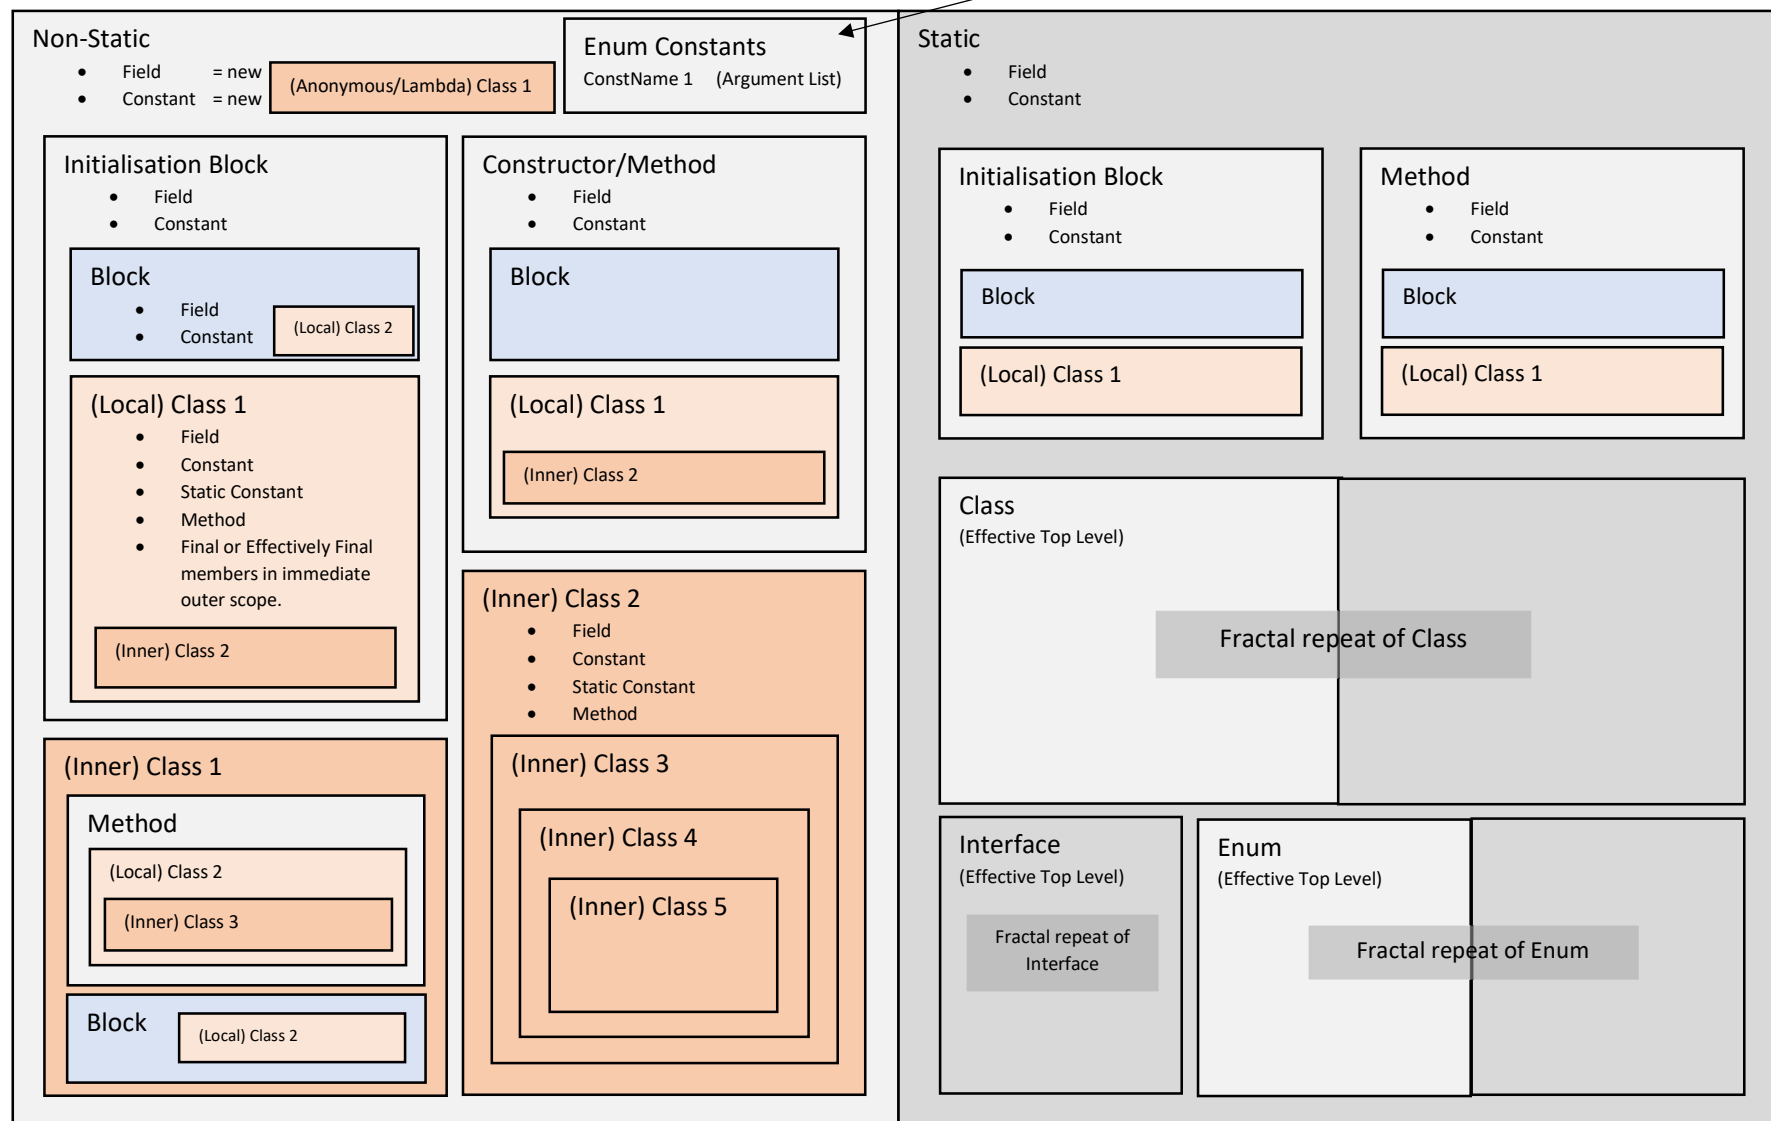 Non-Static
• Field = new
• Constant = new
(Anonymous/Lambda) Class 1
Enum Constants
ConstName 1 (Argument List)
Initialisation Block
• Field
• Constant
Block
• Field
• Constant
(Local) Class 2
(Local) Class 1
• Field
• Constant
• Static Constant
• Method
• Final or Effectively Final
members in immediate
outer scope.
(Inner) Class 2
Constructor/Method
• Field
• Constant
Block
(Local) Class 1
(Inner) Class 2
(Inner) Class 1
Method
(Local) Class 2
(Inner) Class 3
Block
(Local) Class 2
(Inner) Class 2
• Field
• Constant
• Static Constant
• Method
(Inner) Class 3
(Inner) Class 4
(Inner) Class 5
Static
• Field
• Constant
Initialisation Block
• Field
• Constant
Block
(Local) Class 1
Method
• Field
• Constant
Block
(Local) Class 1
Class
(Effective Top Level)
Fractal repeat of Class
Interface
(Effective Top Level)
Fractal repeat of
Interface
Enum
(Effective Top Level)
Fractal repeat of Enum